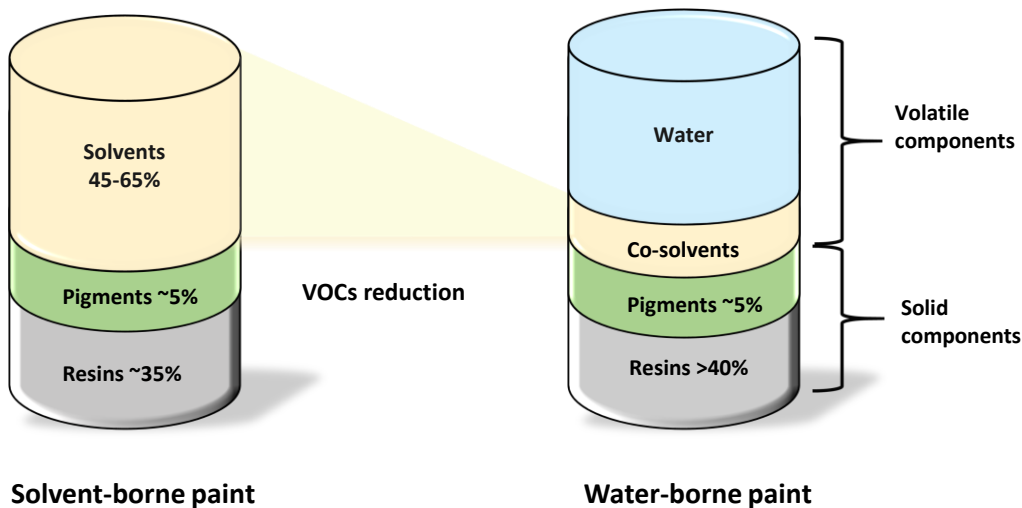 Solvents
45-65%
Pigments ~5%
Resins ~35%
VOCs reduction
Water
Co-solvents
Pigments ~5%
Resins >40%
Volatile
components
Solid
components
Solvent-borne paint
Water-borne paint